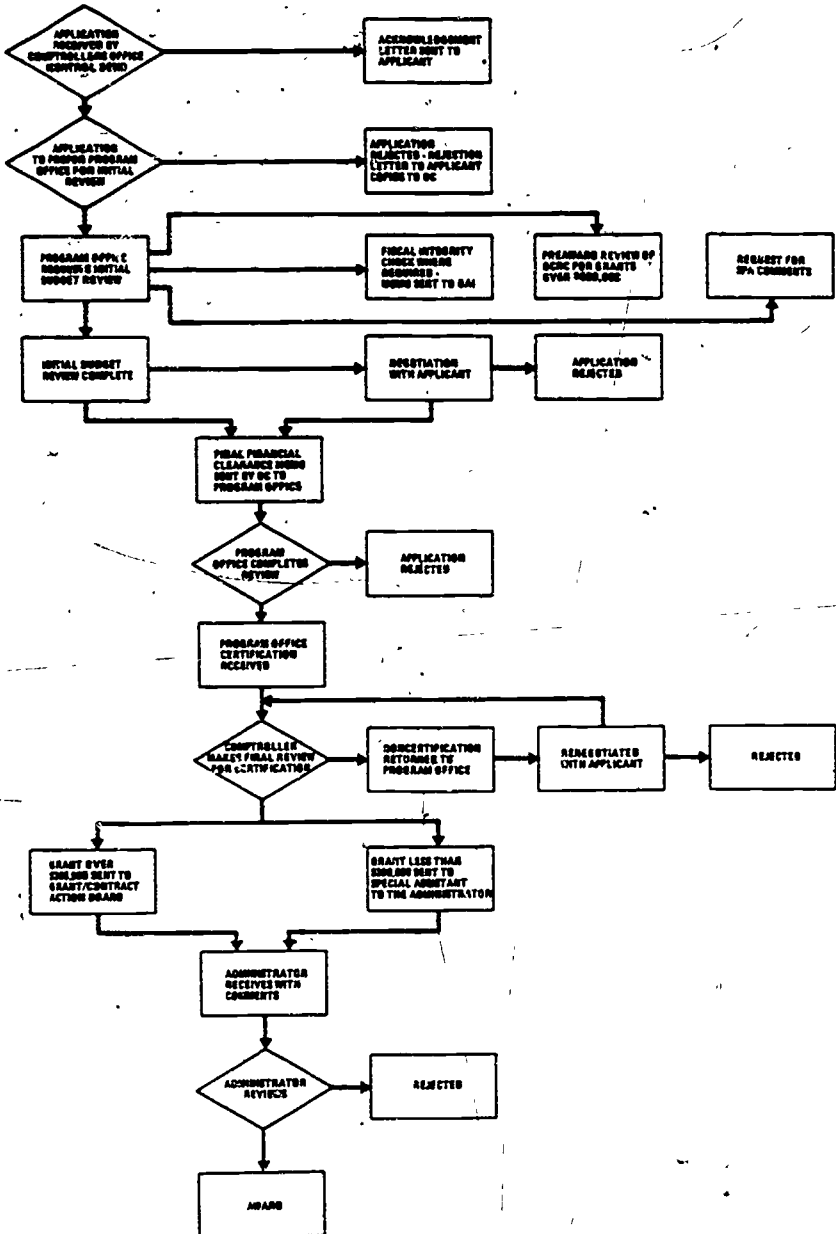 APPLICATION
RECEIVED BY
COMPTROLLERS OFFICE
(CONTROL DESK)
ACKNOWLEDGMENT
LETTER SENT TO
APPLICANT
APPLICATION
TO PROPER PROGRAM
OFFICE FOR INITIAL
REVIEW
APPLICATION
REJECTED - REJECTION
LETTER TO APPLICANT
COPIES TO OC
PROGRAM OFFICE
REQUESTS INITIAL
BUDGET REVIEW
FISCAL INTEGRITY
CHECK WHERE
REQUIRED -
MEMO SENT TO
PREAWARD REVIEW OF
OCRC FOR GRANTS
OVER
REQUEST FOR
SPA COMMENTS
INITIAL BUDGET
REVIEW COMPLETE
NEGOTIATION
WITH APPLICANT
APPLICATION
REJECTED
FINAL FINANCIAL
CLEARANCE MEMO
SENT BY OC TO
PROGRAM OFFICE
PROGRAM
OFFICE COMPLETES
REVIEW
APPLICATION
REJECTED
PROGRAM OFFICE
CERTIFICATION
RECEIVED
COMPTROLLER
MAKES FINAL REVIEW
FOR CERTIFICATION
NONCERTIFICATION
RETURNED TO
PROGRAM OFFICE
RENEGOTIATED
WITH APPLICANT
REJECTED
GRANT OVER
SENT TO
GRANT/CONTRACT
ACTION BOARD
GRANT LESS THAN
SENT TO
SPECIAL ASSISTANT
TO THE ADMINISTRATOR
ADMINISTRATOR
RECEIVES WITH
COMMENTS
ADMINISTRATOR
REVIEWS
REJECTED
AWARD